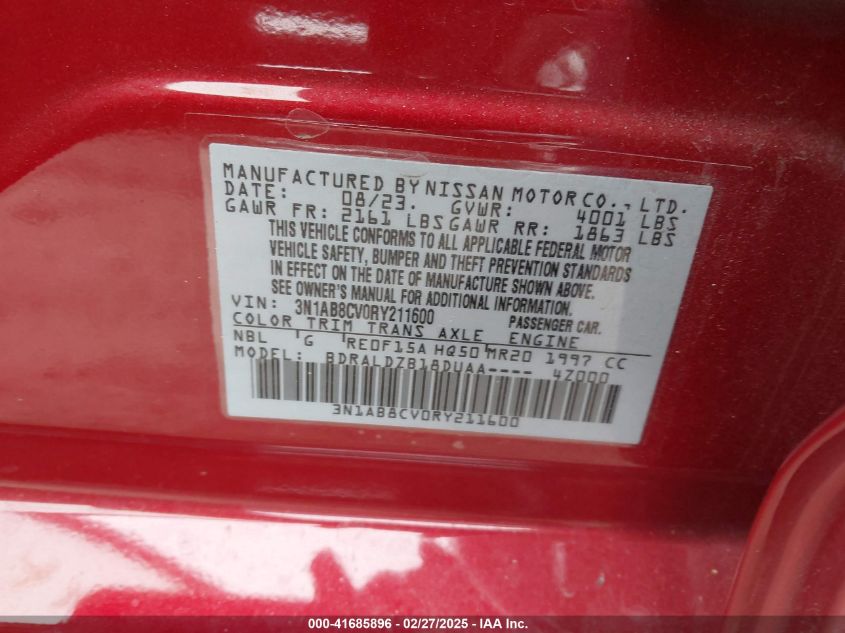 MANUFACTURED BY NISSAN MOTOR CO., LTD.
DATE: 08/23. GVWR: 4001 LBS
GAWR FR: 2161 LBS GAWR RR: 1863 LBS
THIS VEHICLE CONFORMS TO ALL APPLICABLE FEDERAL MOTOR
VEHICLE SAFETY, BUMPER AND THEFT PREVENTION STANDARDS
IN EFFECT ON THE DATE OF MANUFACTURE SHOWN ABOVE.
SEE OWNER'S MANUAL FOR ADDITIONAL INFORMATION.
VIN: 3N1AB8CV0RY211600 PASSENGER CAR.
COLOR TRIM TRANS AXLE ENGINE
NBL G RE0F15A HQ50 MR20 1997 CC
MODEL: BDRALDZB18DUAA---- 4Z000
3N1AB8CV0RY211600
000-41685896 - 02/27/2025 - IAA, Inc.